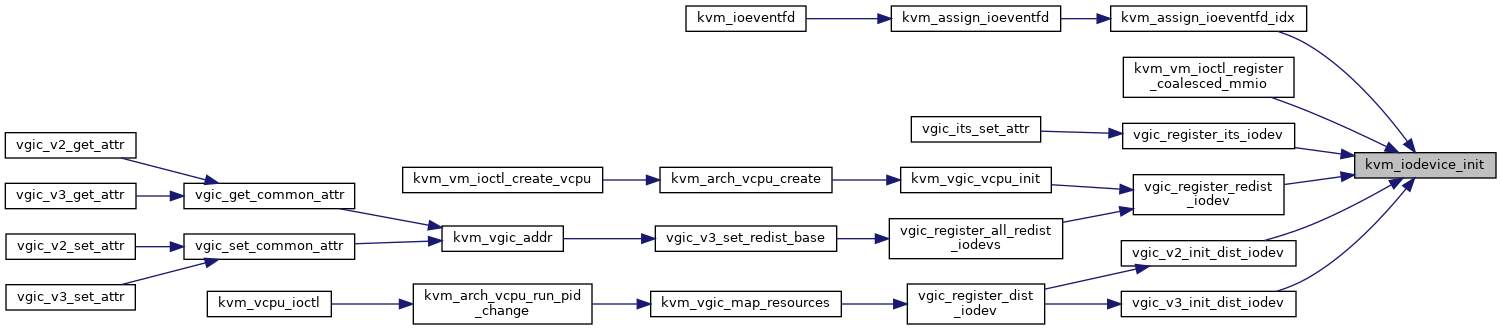 kvm_ioeventfd
kvm_assign_ioeventfd
kvm_assign_ioeventfd_idx
kvm_vm_ioctl_register
_coalesced_mmio
vgic_its_set_attr
vgic_register_its_iodev
vgic_v2_get_attr
kvm_iodevice_init
vgic_v3_get_attr
vgic_get_common_attr
kvm_vm_ioctl_create_vcpu
kvm_arch_vcpu_create
kvm_vgic_vcpu_init
vgic_register_redist
_iodev
vgic_v2_set_attr
vgic_set_common_attr
kvm_vgic_addr
vgic_v3_set_redist_base
vgic_register_all_redist
_iodevs
vgic_v2_init_dist_iodev
vgic_v3_set_attr
kvm_vcpu_ioctl
kvm_arch_vcpu_run_pid
_change
kvm_vgic_map_resources
vgic_register_dist
_iodev
vgic_v3_init_dist_iodev